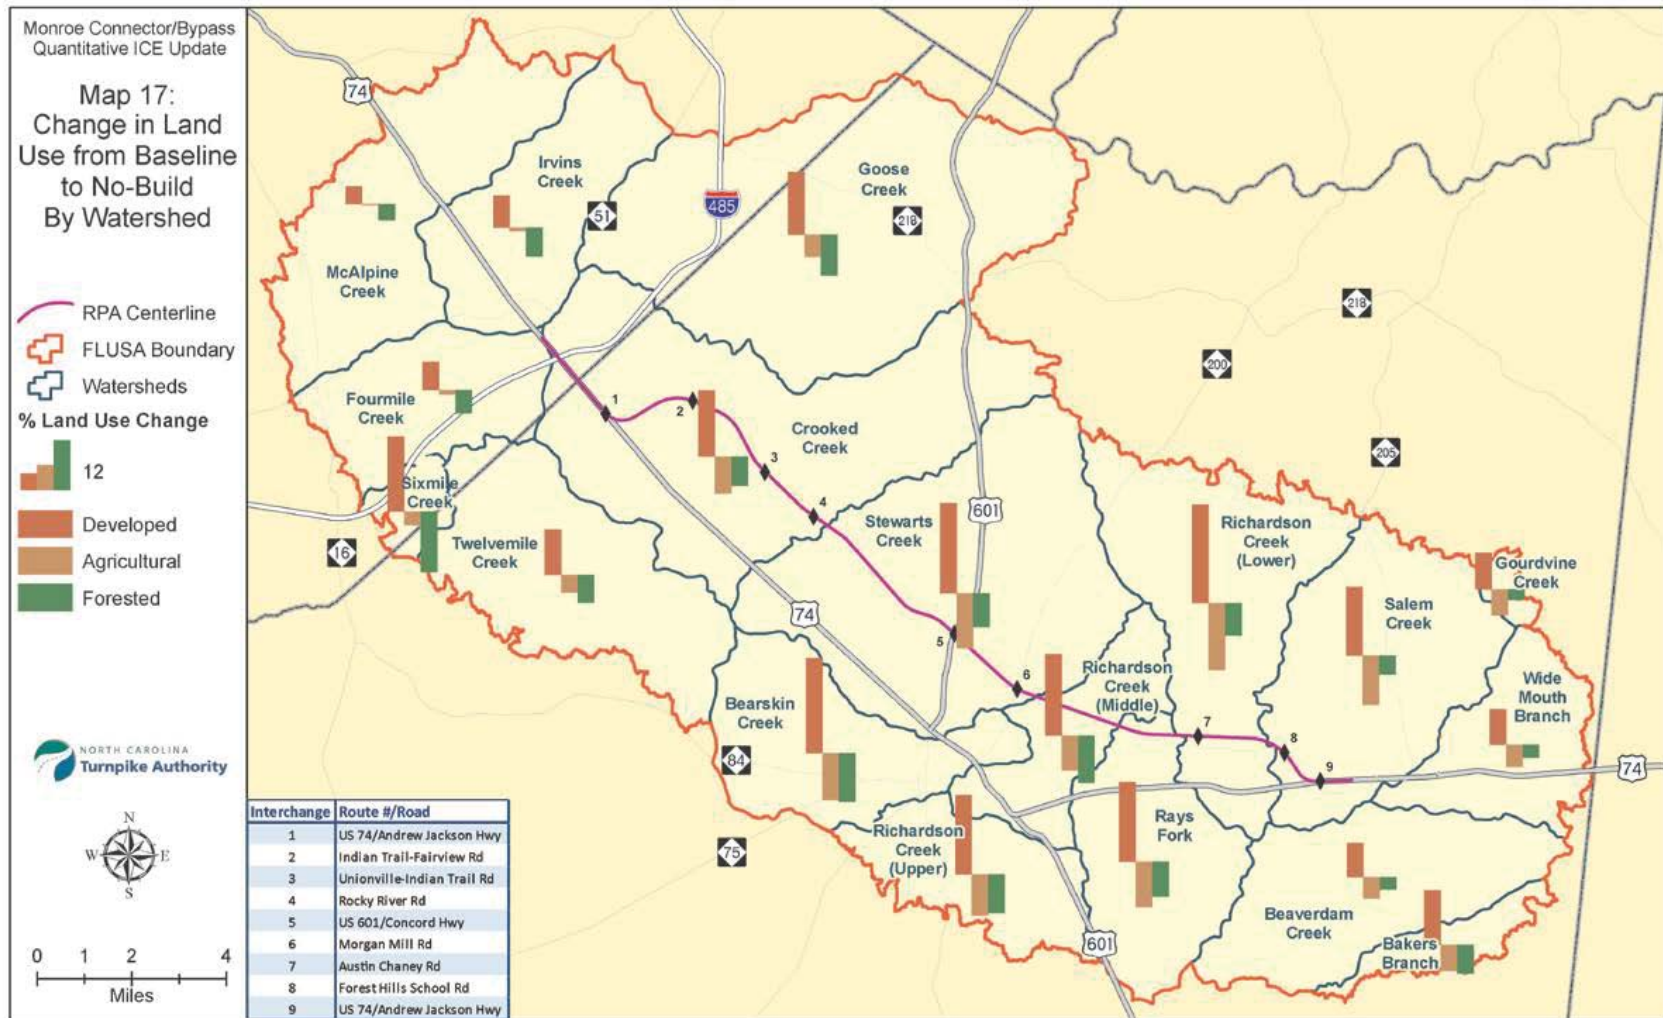 Monroe Connector/Bypass
Quantitative ICE Update
Map 17:
Change in Land
Use from Baseline
to No-Build
By Watershed
RPA Centerline
FLUSA Boundary
Watersheds
% Land Use Change
12
Developed
Agricultural
Forested
NORTH CAROLINA
Turnpike Authority
N
W E
S
0 1 2 4
Miles
74
Irvins
Creek
51
485
Goose
Creek
218
McAlpine
Creek
218
200
Fourmile
Creek
1
2
Crooked
Creek
205
3
Sixmile
Creek
4
16
Twelvemile
Creek
Stewarts
Creek
601
Richardson
Creek
(Lower)
Gourdvine
Creek
Salem
Creek
74
5
6
Richardson
Creek
(Middle)
Wide
Mouth
Branch
Bearskin
Creek
7
8
84
9
74
75
Richardson
Creek
(Upper)
Rays
Fork
Beaverdam
Creek
601
Bakers
Branch
Interchange Route #/Road
1 US 74/Andrew Jackson Hwy
2 Indian Trail-Fairview Rd
3 Unionville-Indian Trail Rd
4 Rocky River Rd
5 US 601/Concord Hwy
6 Morgan Mill Rd
7 Austin Chaney Rd
8 Forest Hills School Rd
9 US 74/Andrew Jackson Hwy